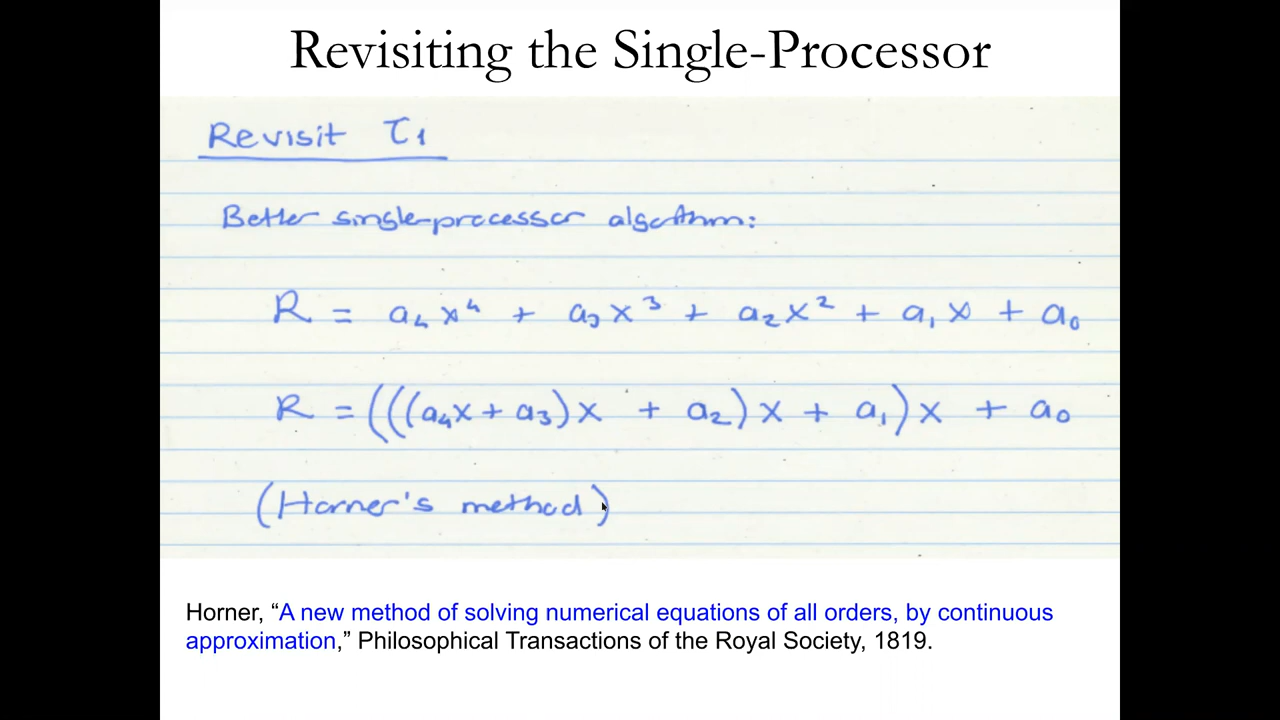 Revisiting the Single-Processor
Revisit T₁
Better single-processor algorithm:
R = a₄x⁴ + a₃x³ + a₂x² + a₁x + a₀
R = (((a₄x + a₃)x + a₂)x + a₁)x + a₀
(Horner's method)
Horner, “A new method of solving numerical equations of all orders, by continuous
approximation,” Philosophical Transactions of the Royal Society, 1819.